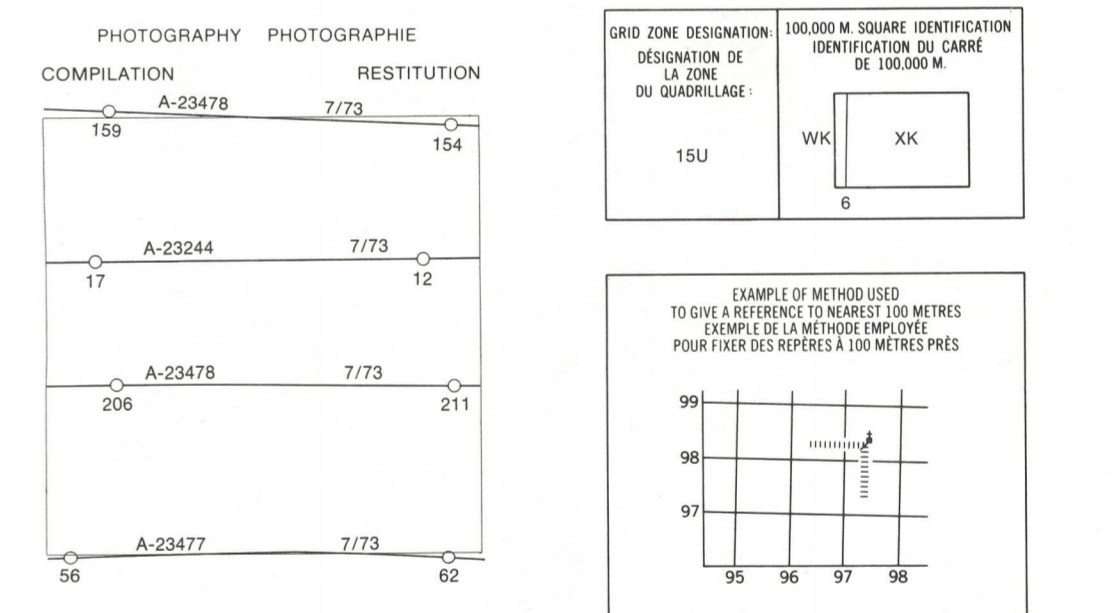 PHOTOGRAPHY PHOTOGRAPHIE
COMPILATION RESTITUTION
A-23478 7/73
159 154
A-23244 7/73
17 12
A-23478 7/73
206 211
A-23477 7/73
56 62
GRID ZONE DESIGNATION:
DÉSIGNATION DE
LA ZONE
DU QUADRILLAGE :
15U
100,000 M. SQUARE IDENTIFICATION
IDENTIFICATION DU CARRÉ
DE 100,000 M.
WK XK
6
EXAMPLE OF METHOD USED
TO GIVE A REFERENCE TO NEAREST 100 METRES
EXEMPLE DE LA MÉTHODE EMPLOYÉE
POUR FIXER DES REPÈRES À 100 MÈTRES PRÈS
99
98
97
95 96 97 98